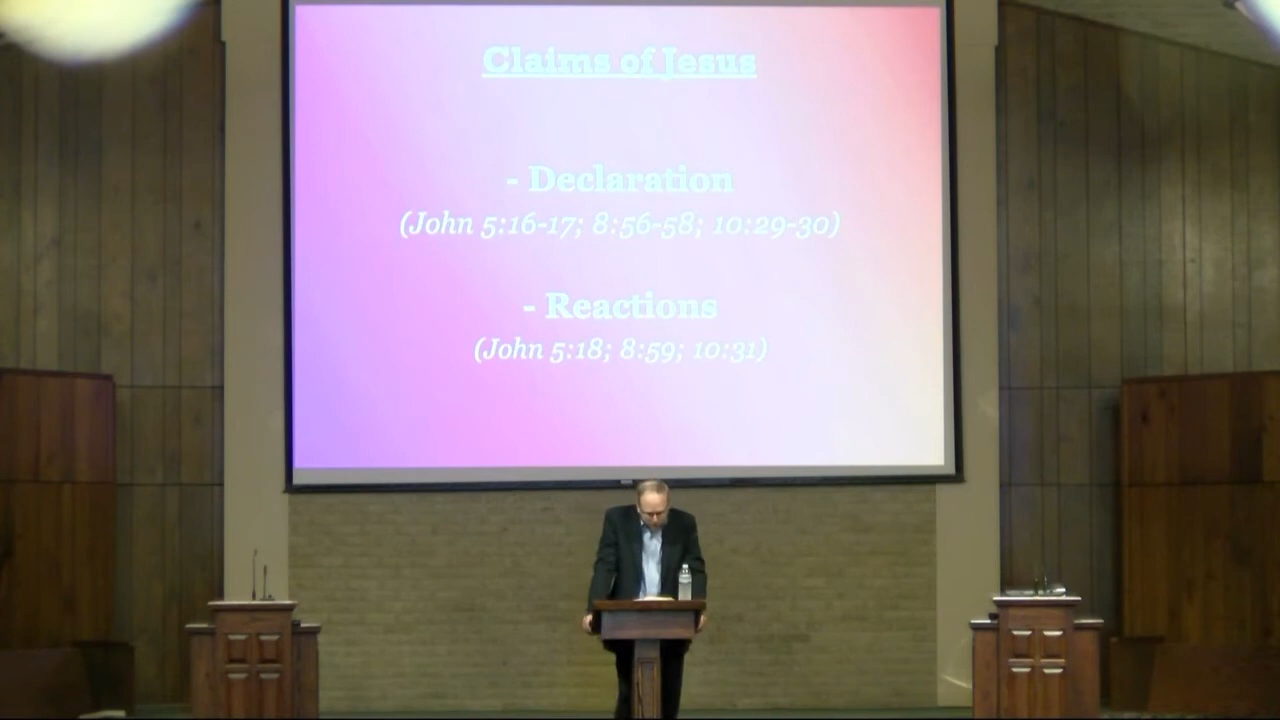 Claims of Jesus
- Declaration
(John 5:16-17; 8:56-58; 10:29-30)
- Reactions
(John 5:18; 8:59; 10:31)